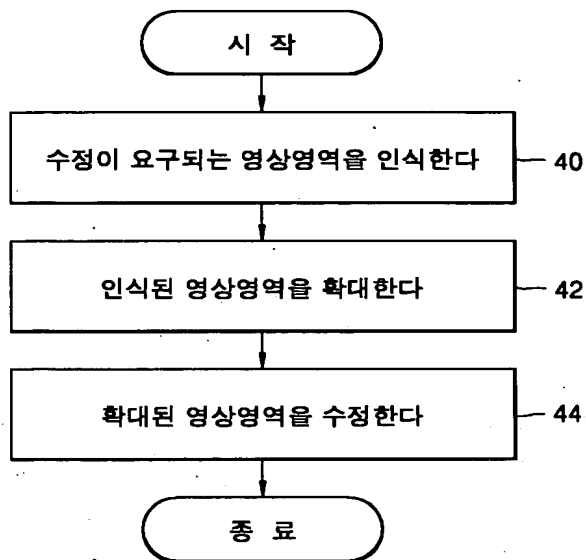 시 작
수정이 요구되는 영상영역을 인식한다
40
인식된 영상영역을 확대한다
42
확대된 영상영역을 수정한다
44
종 료